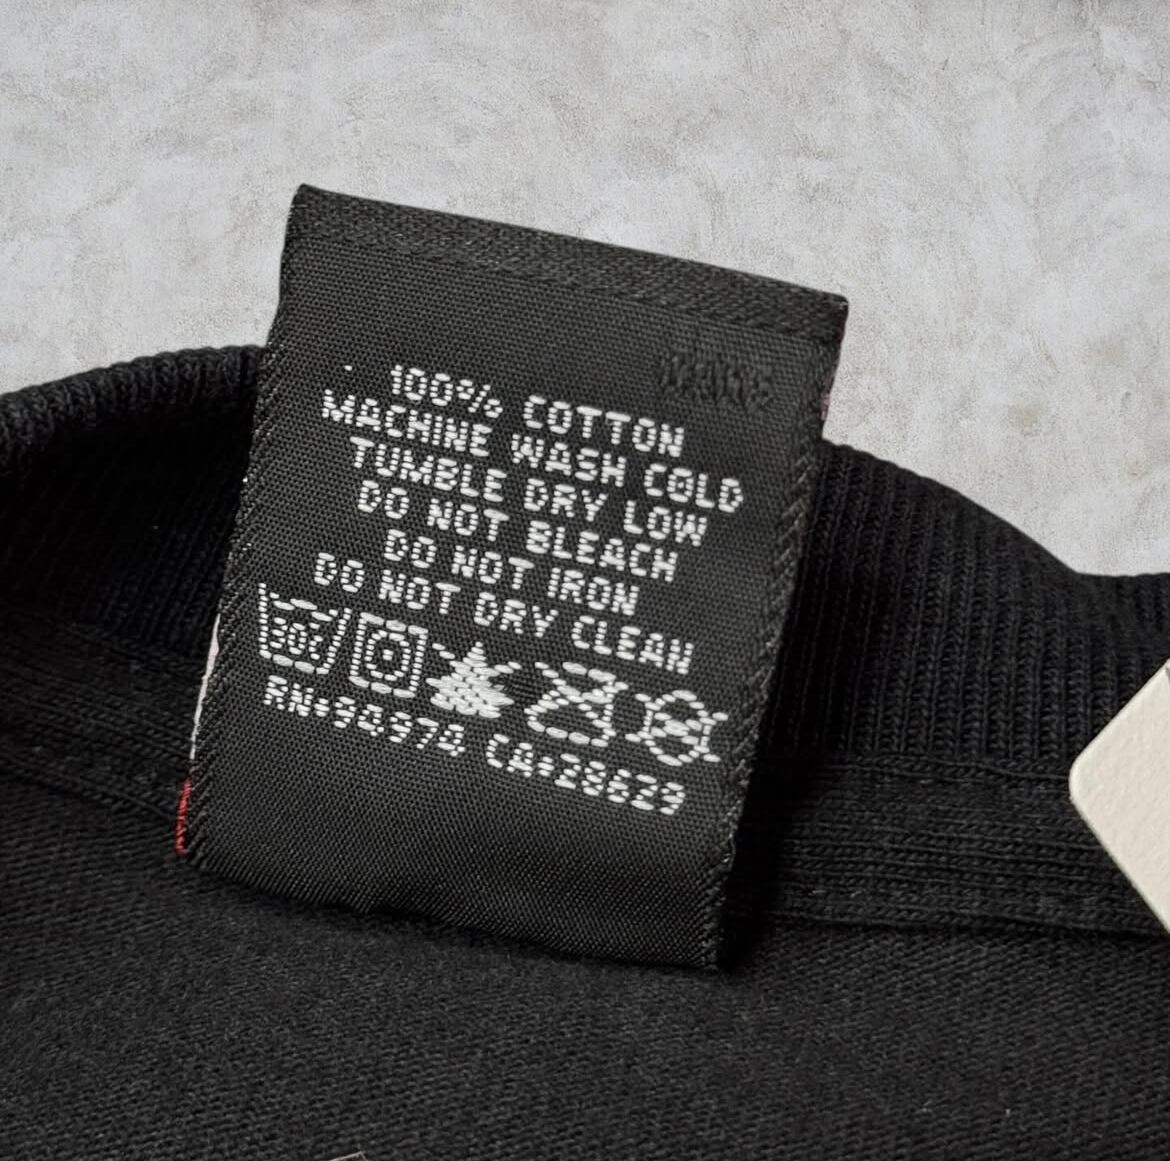 100% COTTON
MACHINE WASH COLD
TUMBLE DRY LOW
DO NOT BLEACH
DO NOT IRON
DO NOT DRY CLEAN
30C
RN#94974 CA#28629